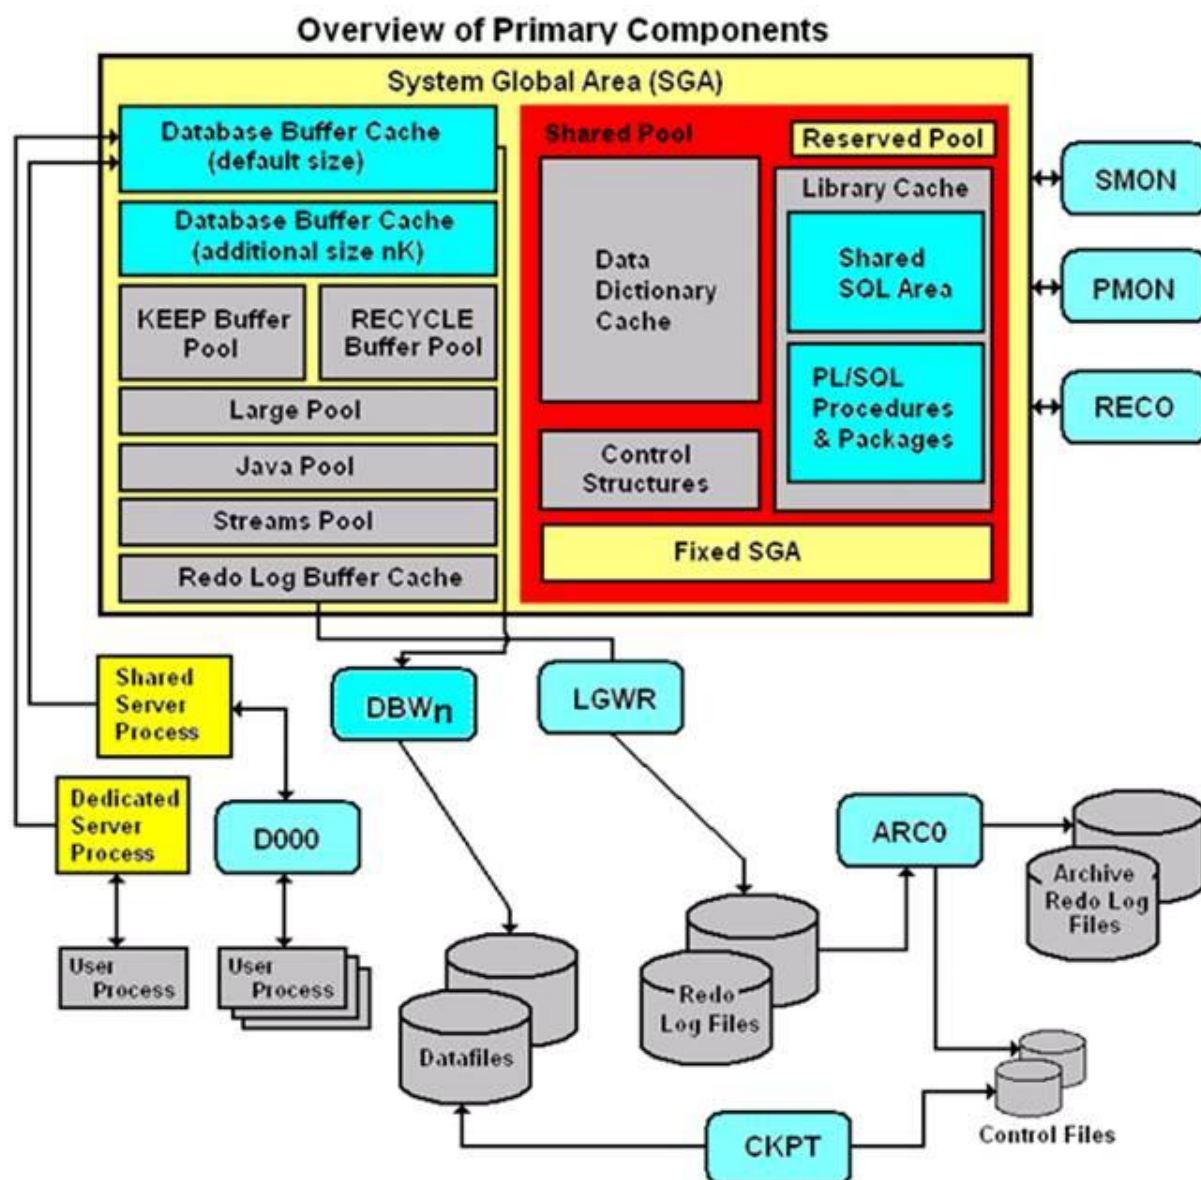 Overview of Primary Components
System Global Area (SGA)
Database Buffer Cache
(default size)
Database Buffer Cache
(additional size nK)
KEEP Buffer
Pool
RECYCLE
Buffer Pool
Large Pool
Java Pool
Streams Pool
Redo Log Buffer Cache
Shared Pool
Reserved Pool
Data
Dictionary
Cache
Library Cache
Shared
SQL Area
PL/SQL
Procedures
& Packages
Control
Structures
Fixed SGA
SMON
PMON
RECO
Shared
Server
Process
Dedicated
Server
Process
User
Process
D000
User
Process
DBWn
LGWR
ARC0
Archive
Redo Log
Files
Redo
Log Files
Datafiles
CKPT
Control Files